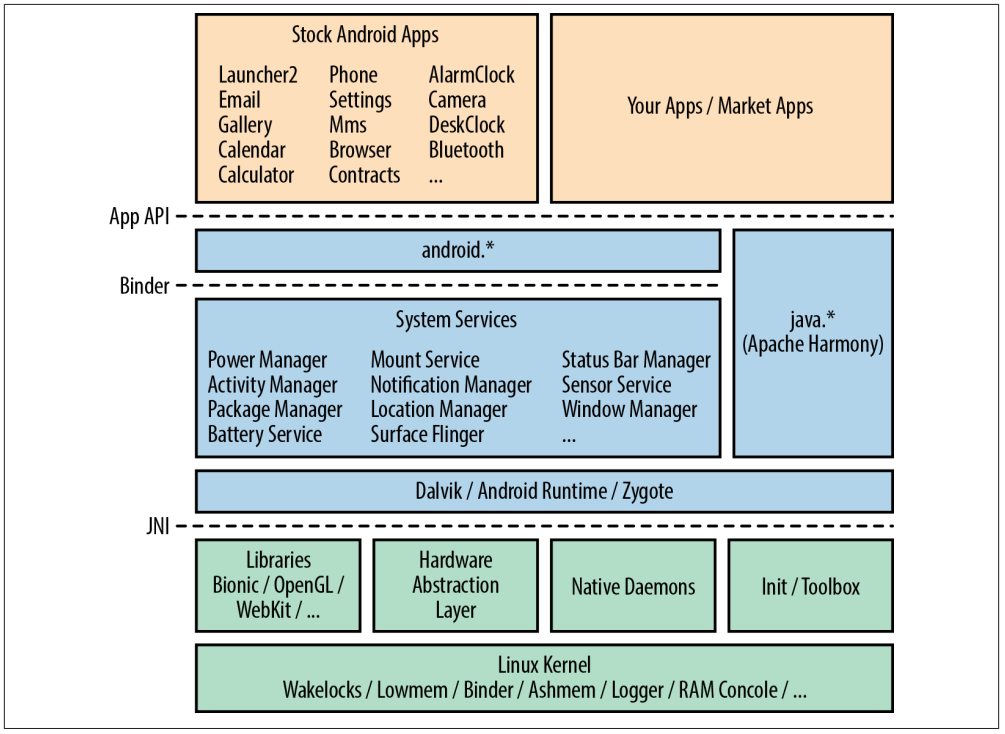 Stock Android Apps
Launcher2 Phone AlarmClock
Email Settings Camera
Gallery Mms DeskClock
Calendar Browser Bluetooth
Calculator Contracts ...
Your Apps / Market Apps
App API
android.*
java.*
(Apache Harmony)
Binder
System Services
Power Manager Mount Service Status Bar Manager
Activity Manager Notification Manager Sensor Service
Package Manager Location Manager Window Manager
Battery Service Surface Flinger ...
Dalvik / Android Runtime / Zygote
JNI
Libraries
Bionic / OpenGL /
WebKit / ...
Hardware
Abstraction
Layer
Native Daemons
Init / Toolbox
Linux Kernel
Wakelocks / Lowmem / Binder / Ashmem / Logger / RAM Concole / ...